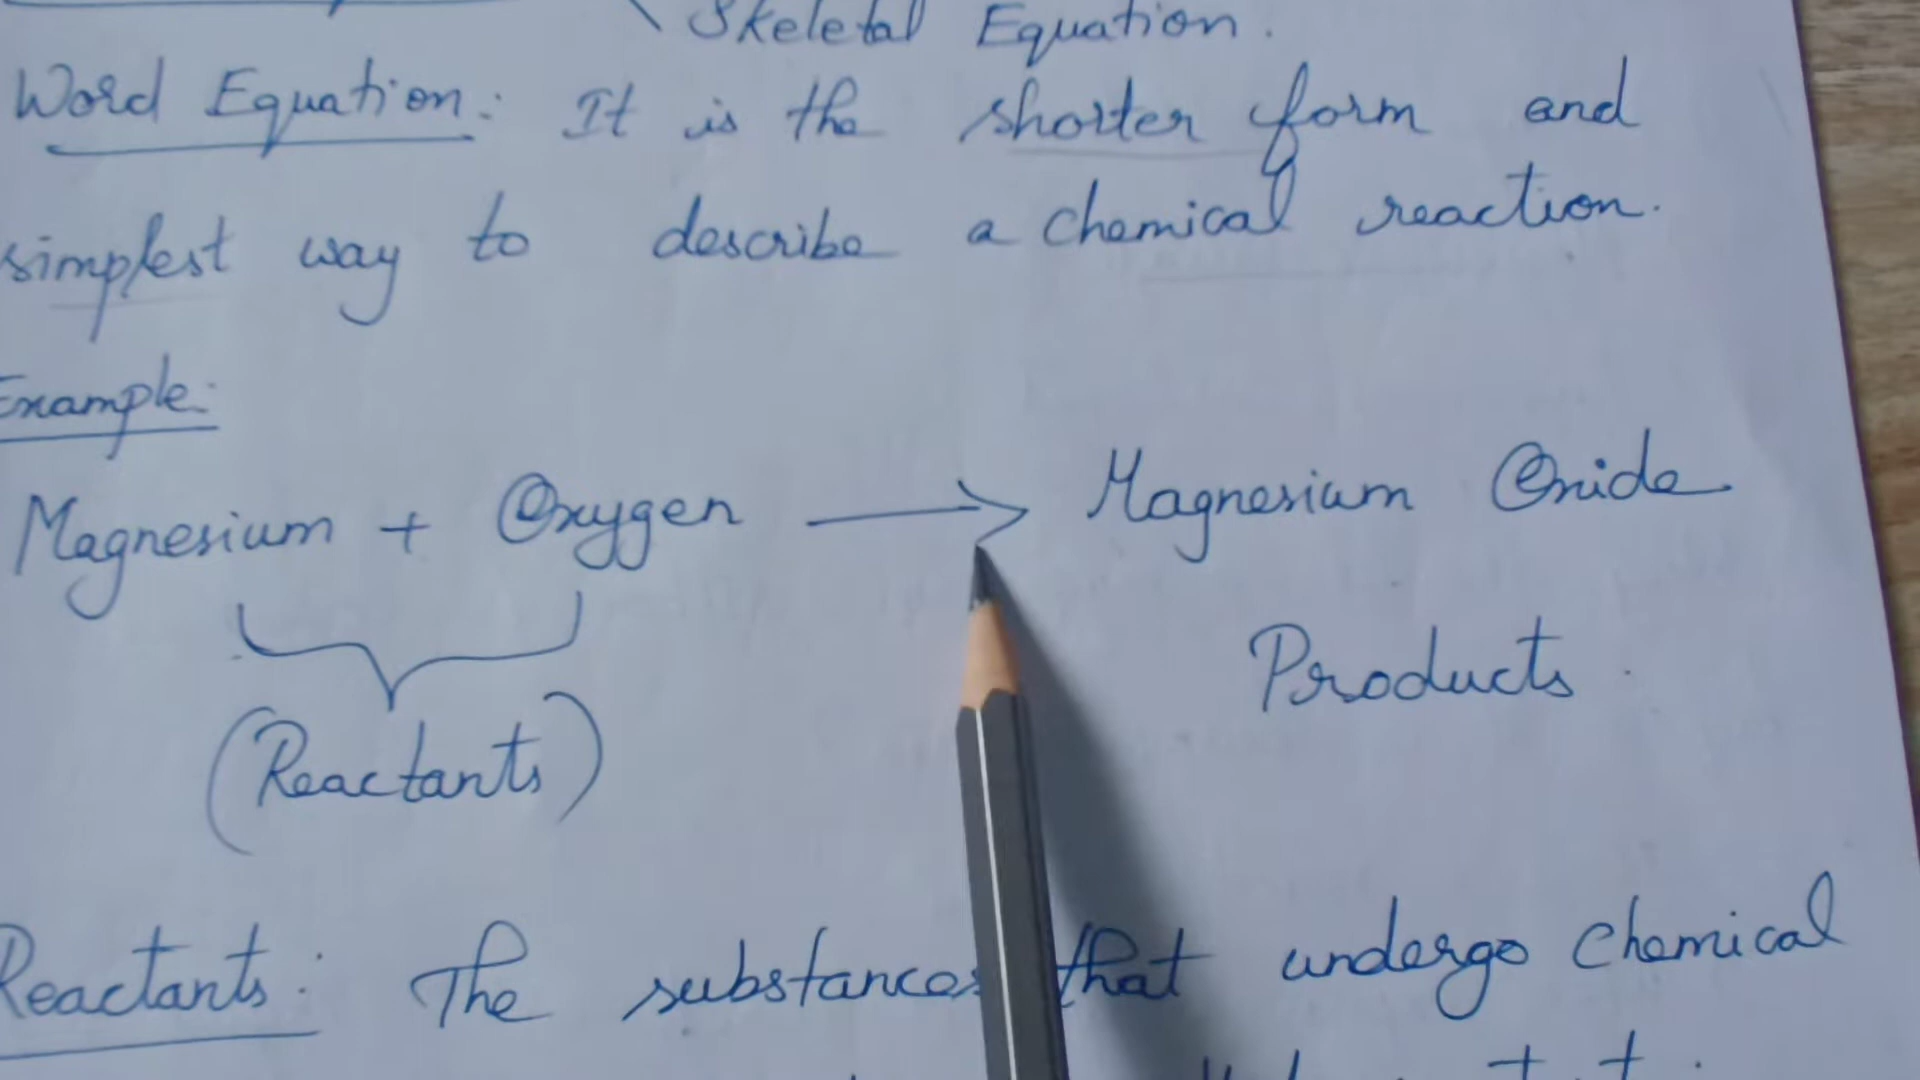 Skeletal Equation.
Word Equation: It is the shorter form and
simplest way to describe a chemical reaction.
Example:
Magnesium + Oxygen → Magnesium Oxide
(Reactants) Products.
Reactants: The substances that undergo chemical